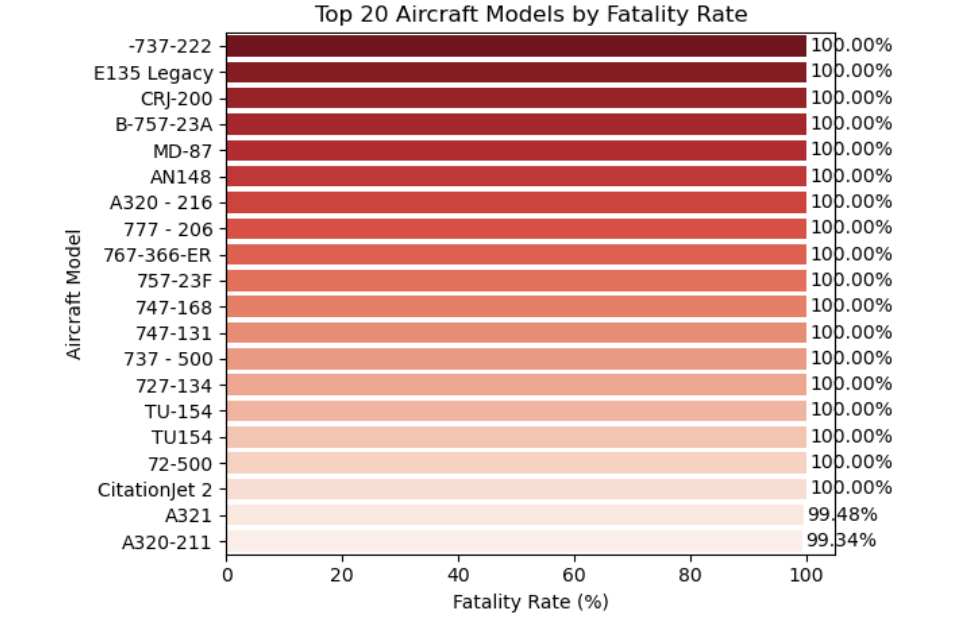 Top 20 Aircraft Models by Fatality Rate
-737-222 100.00%
E135 Legacy 100.00%
CRJ-200 100.00%
B-757-23A 100.00%
MD-87 100.00%
AN148 100.00%
A320 - 216 100.00%
777 - 206 100.00%
767-366-ER 100.00%
757-23F 100.00%
747-168 100.00%
747-131 100.00%
737 - 500 100.00%
727-134 100.00%
TU-154 100.00%
TU154 100.00%
72-500 100.00%
CitationJet 2 100.00%
A321 99.48%
A320-211 99.34%
Aircraft Model
0 20 40 60 80 100
Fatality Rate (%)